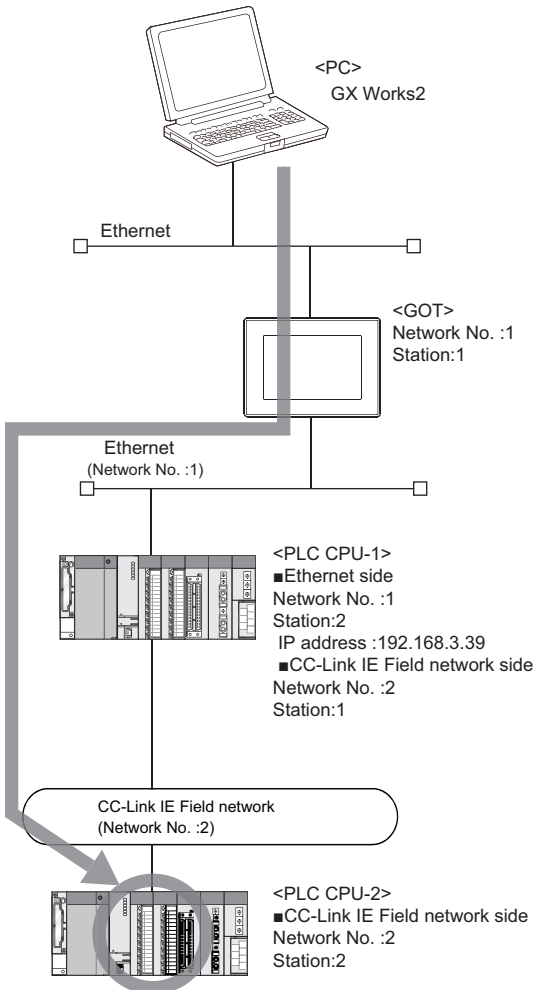 <PC>
GX Works2
Ethernet
<GOT>
Network No. :1
Station:1
Ethernet
(Network No. :1)
<PLC CPU-1>
■Ethernet side
Network No. :1
Station:2
IP address :192.168.3.39
■CC-Link IE Field network side
Network No. :2
Station:1
CC-Link IE Field network
(Network No. :2)
<PLC CPU-2>
■CC-Link IE Field network side
Network No. :2
Station:2